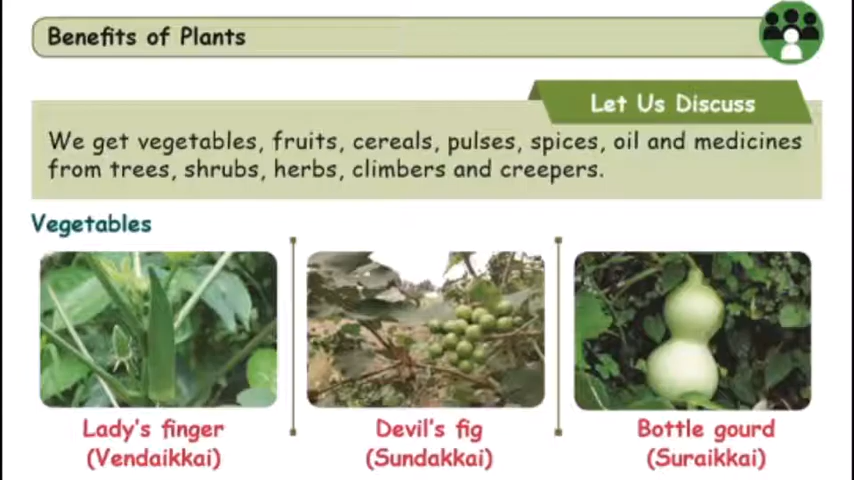 Benefits of Plants
Let Us Discuss
We get vegetables, fruits, cereals, pulses, spices, oil and medicines
from trees, shrubs, herbs, climbers and creepers.
Vegetables
Lady's finger
(Vendaikkai)
Devil's fig
(Sundakkai)
Bottle gourd
(Suraikkai)